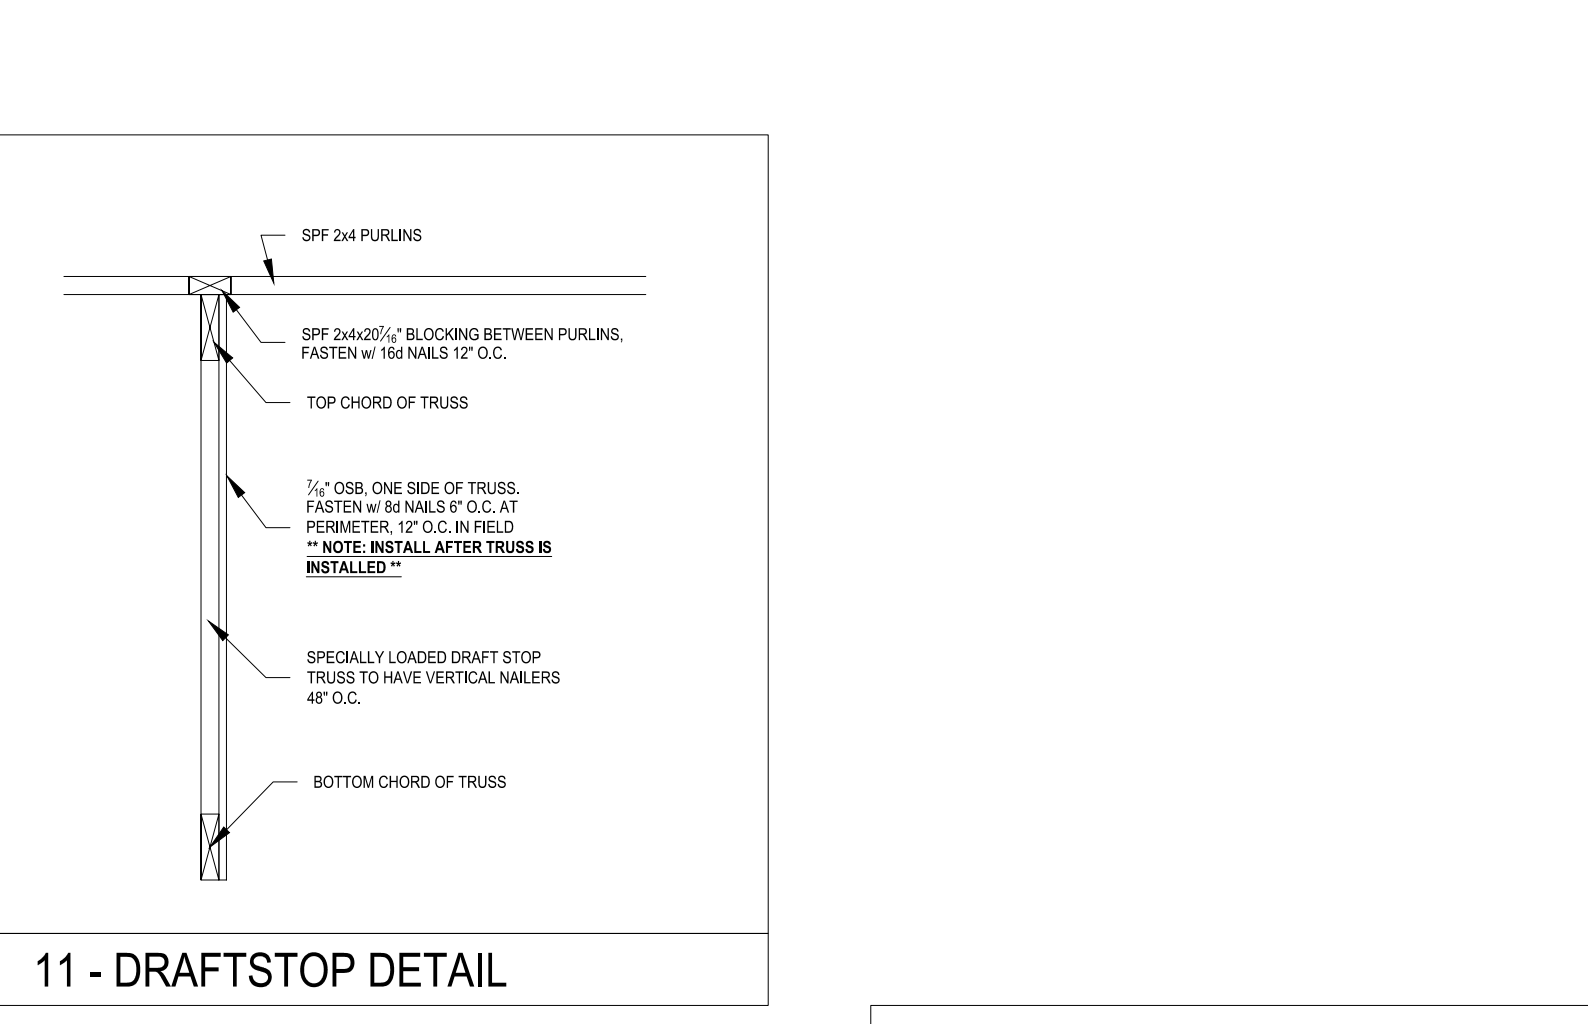 SPF 2x4 PURLINS
SPF 2x4x20 7/16" BLOCKING BETWEEN PURLINS,
FASTEN w/ 16d NAILS 12" O.C.
TOP CHORD OF TRUSS
7/16" OSB, ONE SIDE OF TRUSS.
FASTEN w/ 8d NAILS 6" O.C. AT
PERIMETER, 12" O.C. IN FIELD
** NOTE: INSTALL AFTER TRUSS IS
INSTALLED **
SPECIALLY LOADED DRAFT STOP
TRUSS TO HAVE VERTICAL NAILERS
48" O.C.
BOTTOM CHORD OF TRUSS
11 - DRAFTSTOP DETAIL